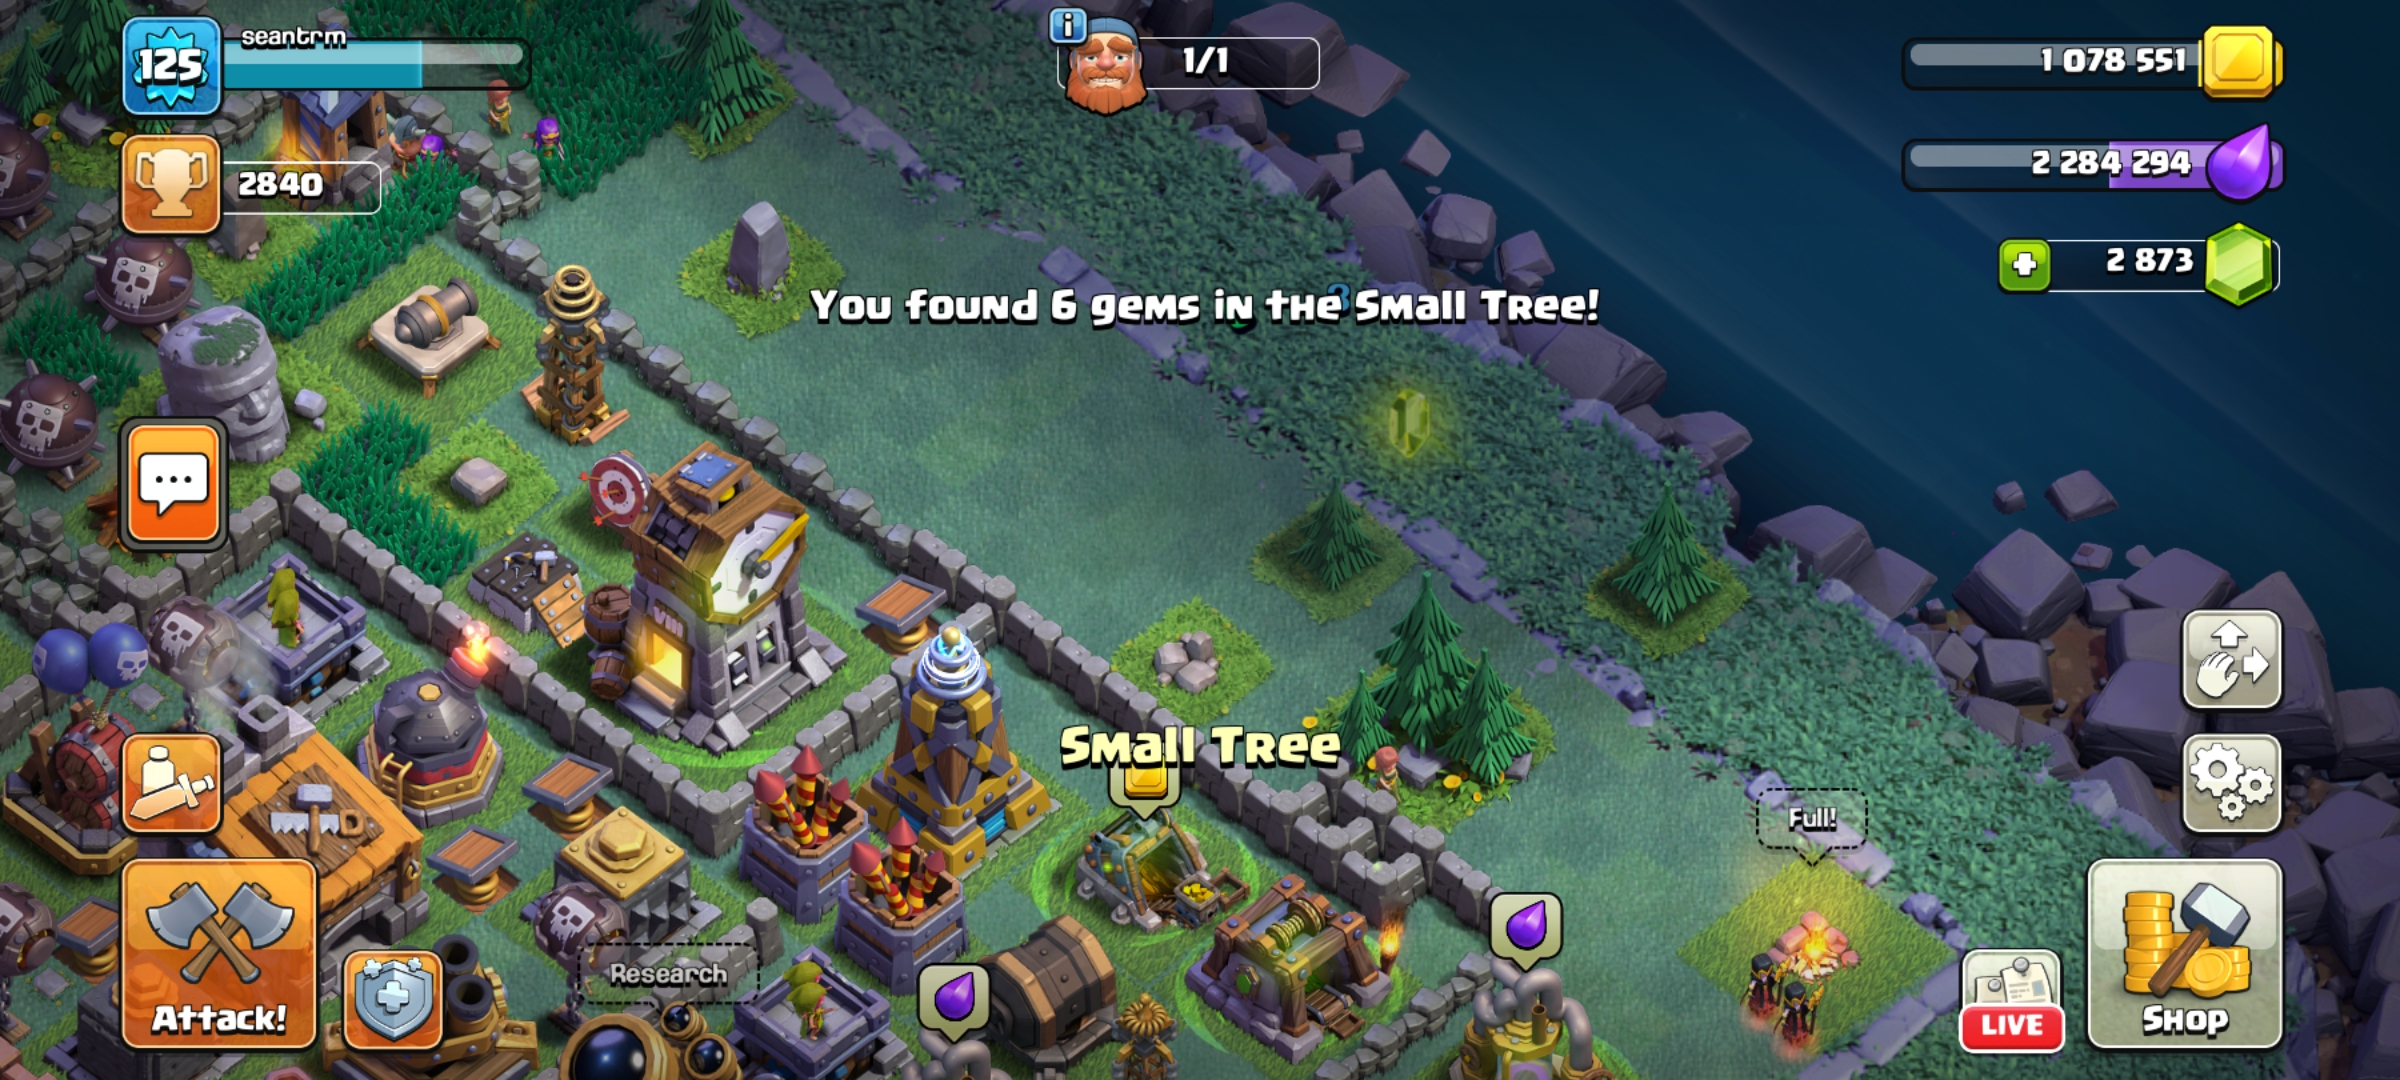 125
seantrm
1/1
1 078 551
2840
2 284 294
2 873
You found 6 gems in the Small Tree!
Small Tree
Full!
Research
Attack!
LIVE
Shop